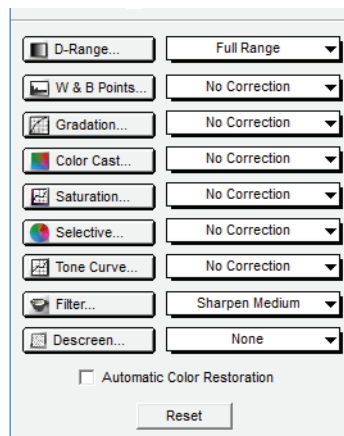 D-Range... Full Range
W & B Points... No Correction
Gradation... No Correction
Color Cast... No Correction
Saturation... No Correction
Selective... No Correction
Tone Curve... No Correction
Filter... Sharpen Medium
Descreen... None
Automatic Color Restoration
Reset